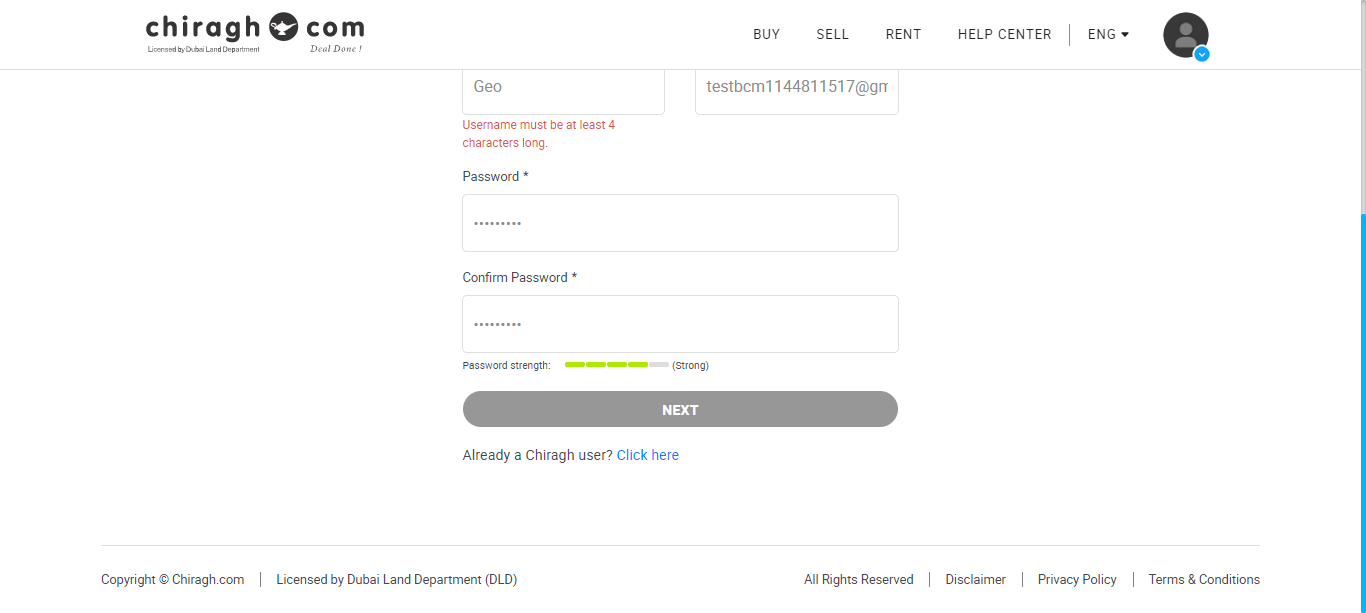 chiragh com
Licensed by Dubai Land Department
Deal Done !
BUY SELL RENT HELP CENTER ENG
Geo
testbcm1144811517@gm
Username must be at least 4
characters long.
Password *
•••••••••
Confirm Password *
•••••••••
Password strength: (Strong)
NEXT
Already a Chiragh user? Click here
Copyright © Chiragh.com
Licensed by Dubai Land Department (DLD)
All Rights Reserved
Disclaimer
Privacy Policy
Terms & Conditions